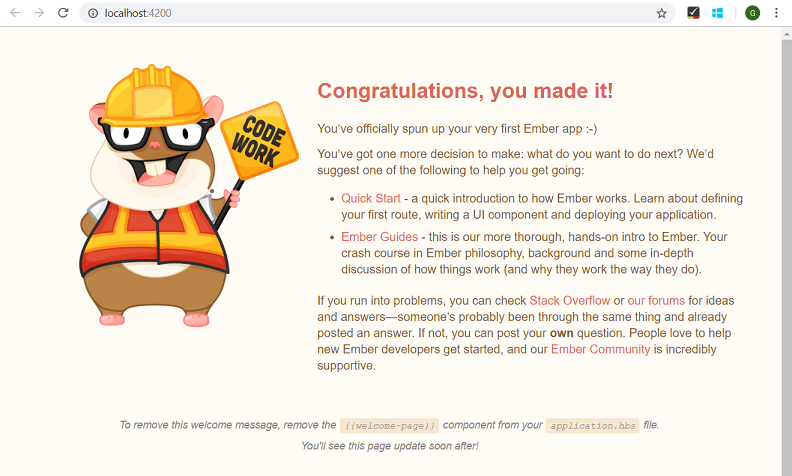 localhost:4200
G
CODE
WORK
Congratulations, you made it!
You've officially spun up your very first Ember app :-)
You've got one more decision to make: what do you want to do next? We'd
suggest one of the following to help you get going:
• Quick Start - a quick introduction to how Ember works. Learn about defining
your first route, writing a UI component and deploying your application.
• Ember Guides - this is our more thorough, hands-on intro to Ember. Your
crash course in Ember philosophy, background and some in-depth
discussion of how things work (and why they work the way they do).
If you run into problems, you can check Stack Overflow or our forums for ideas
and answers—someone's probably been through the same thing and already
posted an answer. If not, you can post your own question. People love to help
new Ember developers get started, and our Ember Community is incredibly
supportive.
To remove this welcome message, remove the {{welcome-page}} component from your application.hbs file.
You'll see this page update soon after!